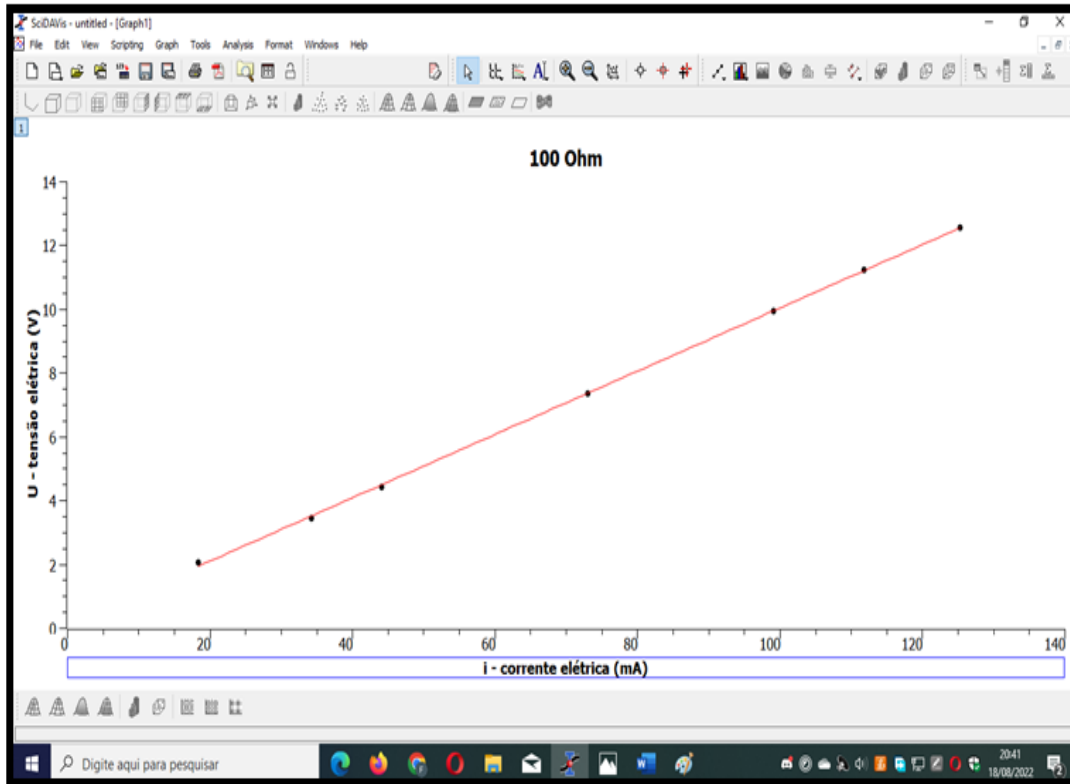 SciDAVis - untitled - [Graph1]
File Edit View Scripting Graph Tools Analysis Format Windows Help
1
100 Ohm
14
12
10
8
6
4
2
0
U - tensão elétrica (V)
0 20 40 60 80 100 120 140
i - corrente elétrica (mA)
Digite aqui para pesquisar
20:41
18/08/2022
2